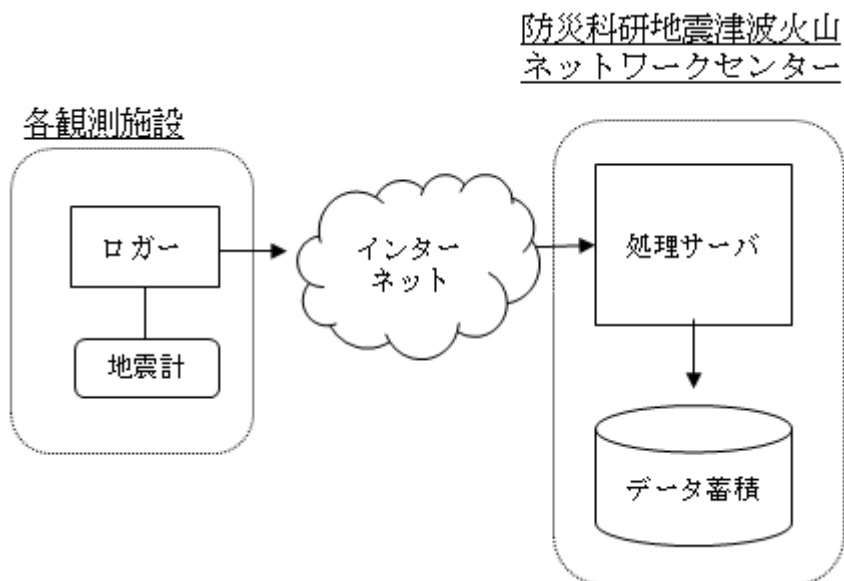 防災科研地震津波火山
ネットワークセンター
各観測施設
ロガー
地震計
インター
ネット
処理サーバ
データ蓄積